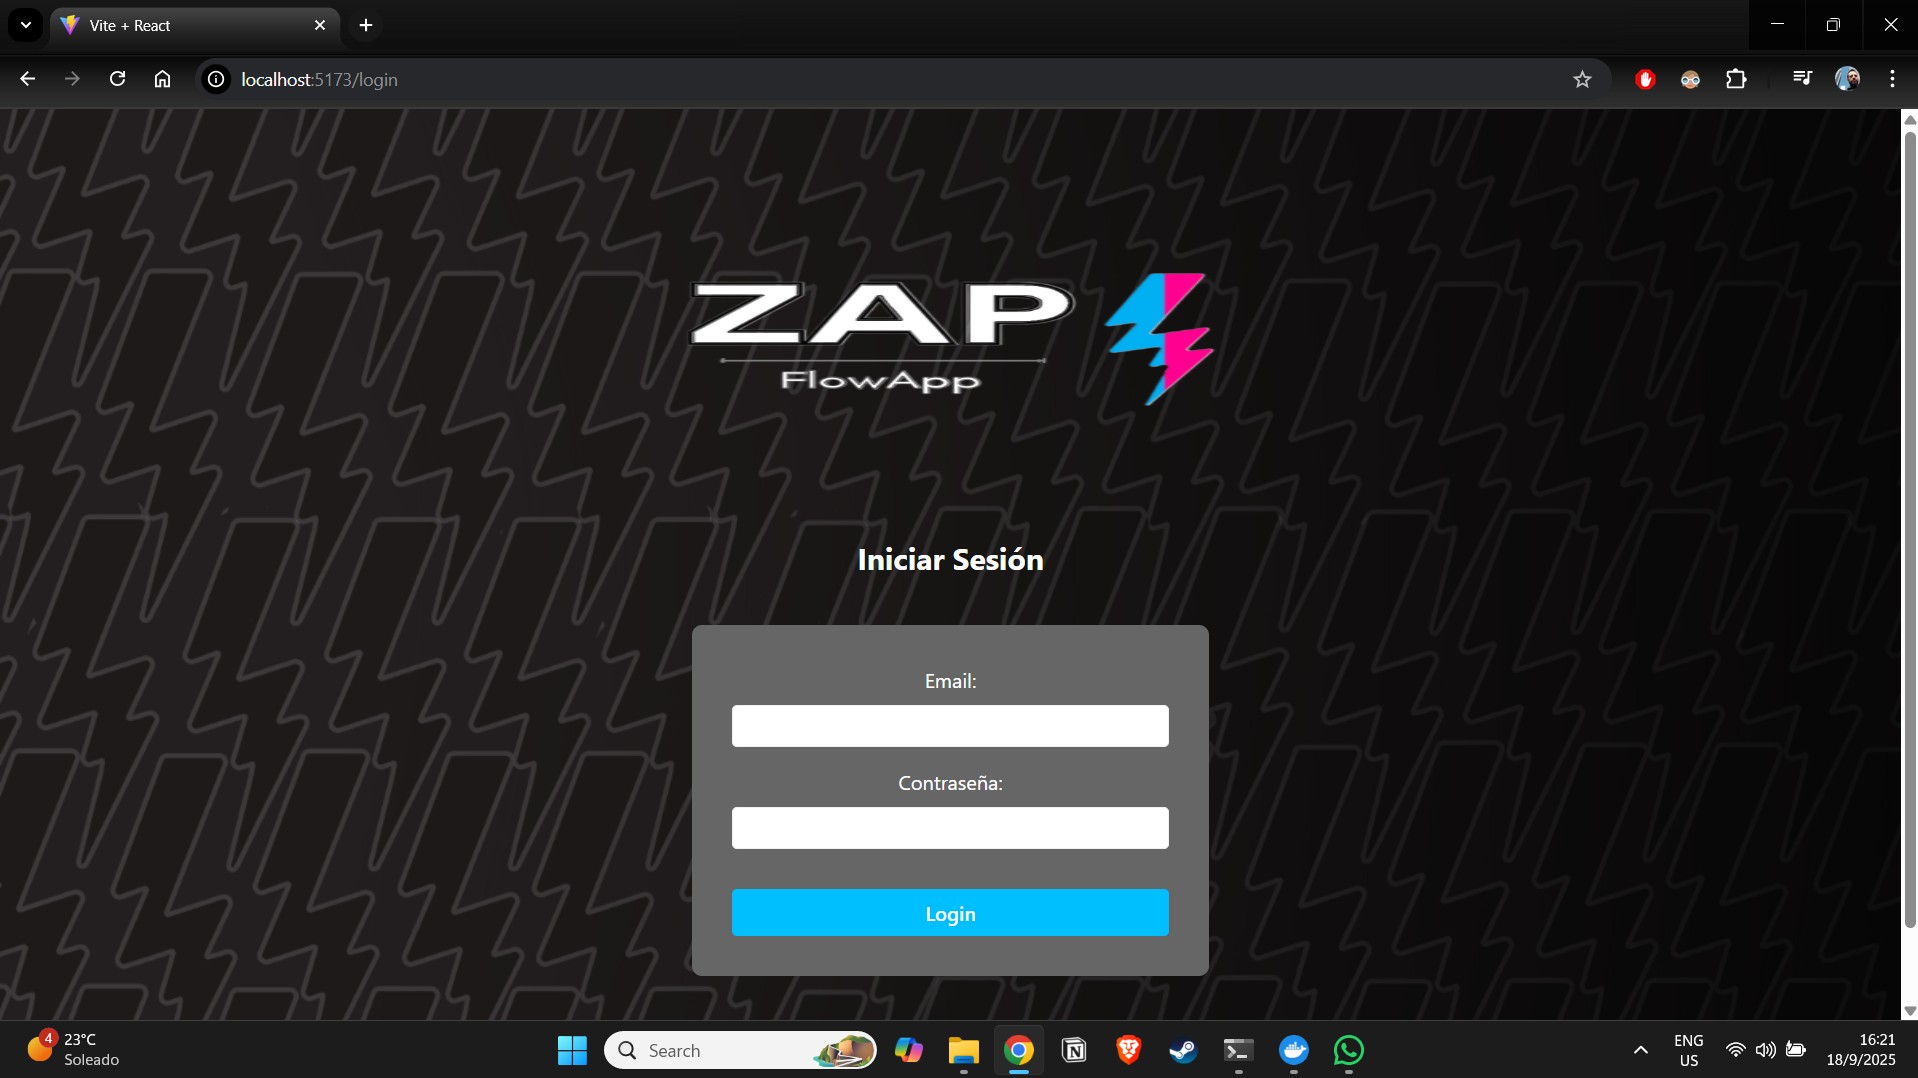 Vite + React
localhost:5173/login
ZAP
FlowApp
Iniciar Sesión
Email:
Contraseña:
Login
4
23°C
Soleado
Search
ENG
US
16:21
18/9/2025